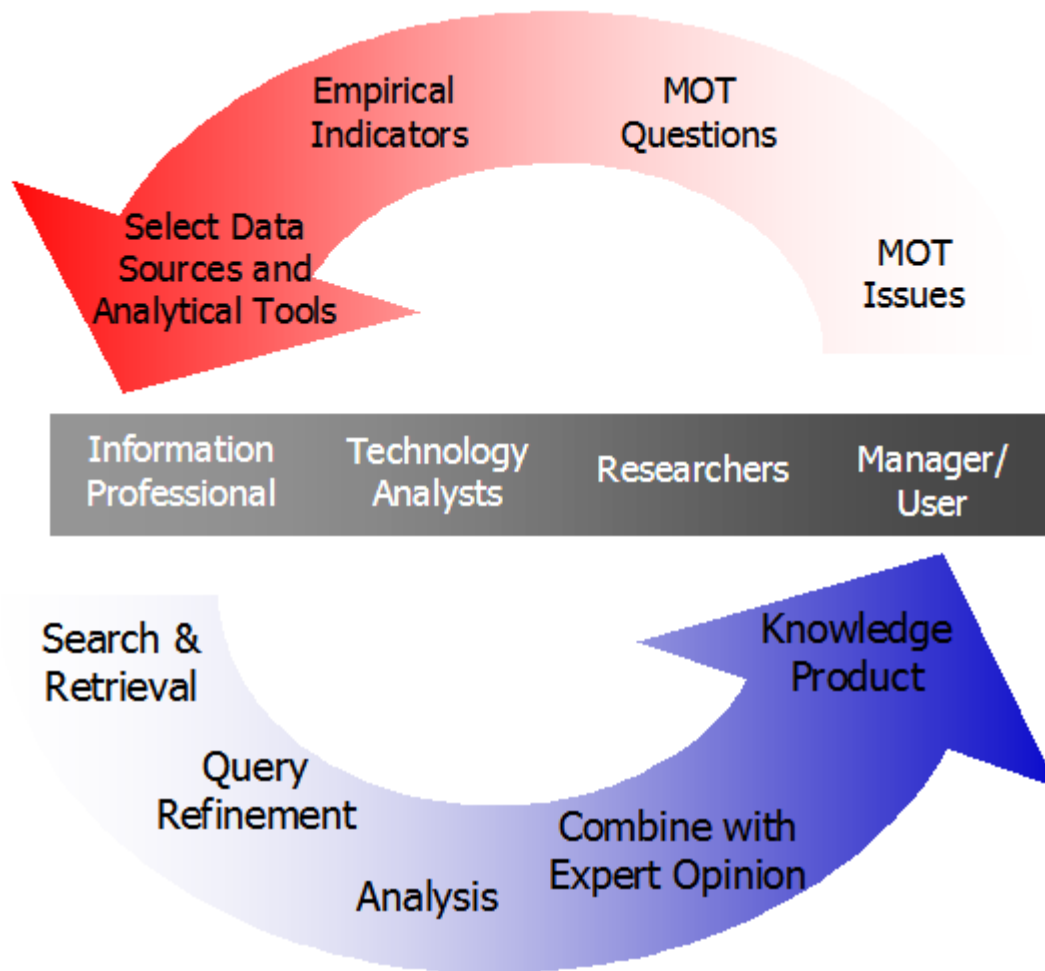 Empirical
Indicators
MOT
Questions
Select Data
Sources and
Analytical Tools
MOT
Issues
Information
Professional
Technology
Analysts
Researchers
Manager/
User
Search &
Retrieval
Knowledge
Product
Query
Refinement
Combine with
Expert Opinion
Analysis